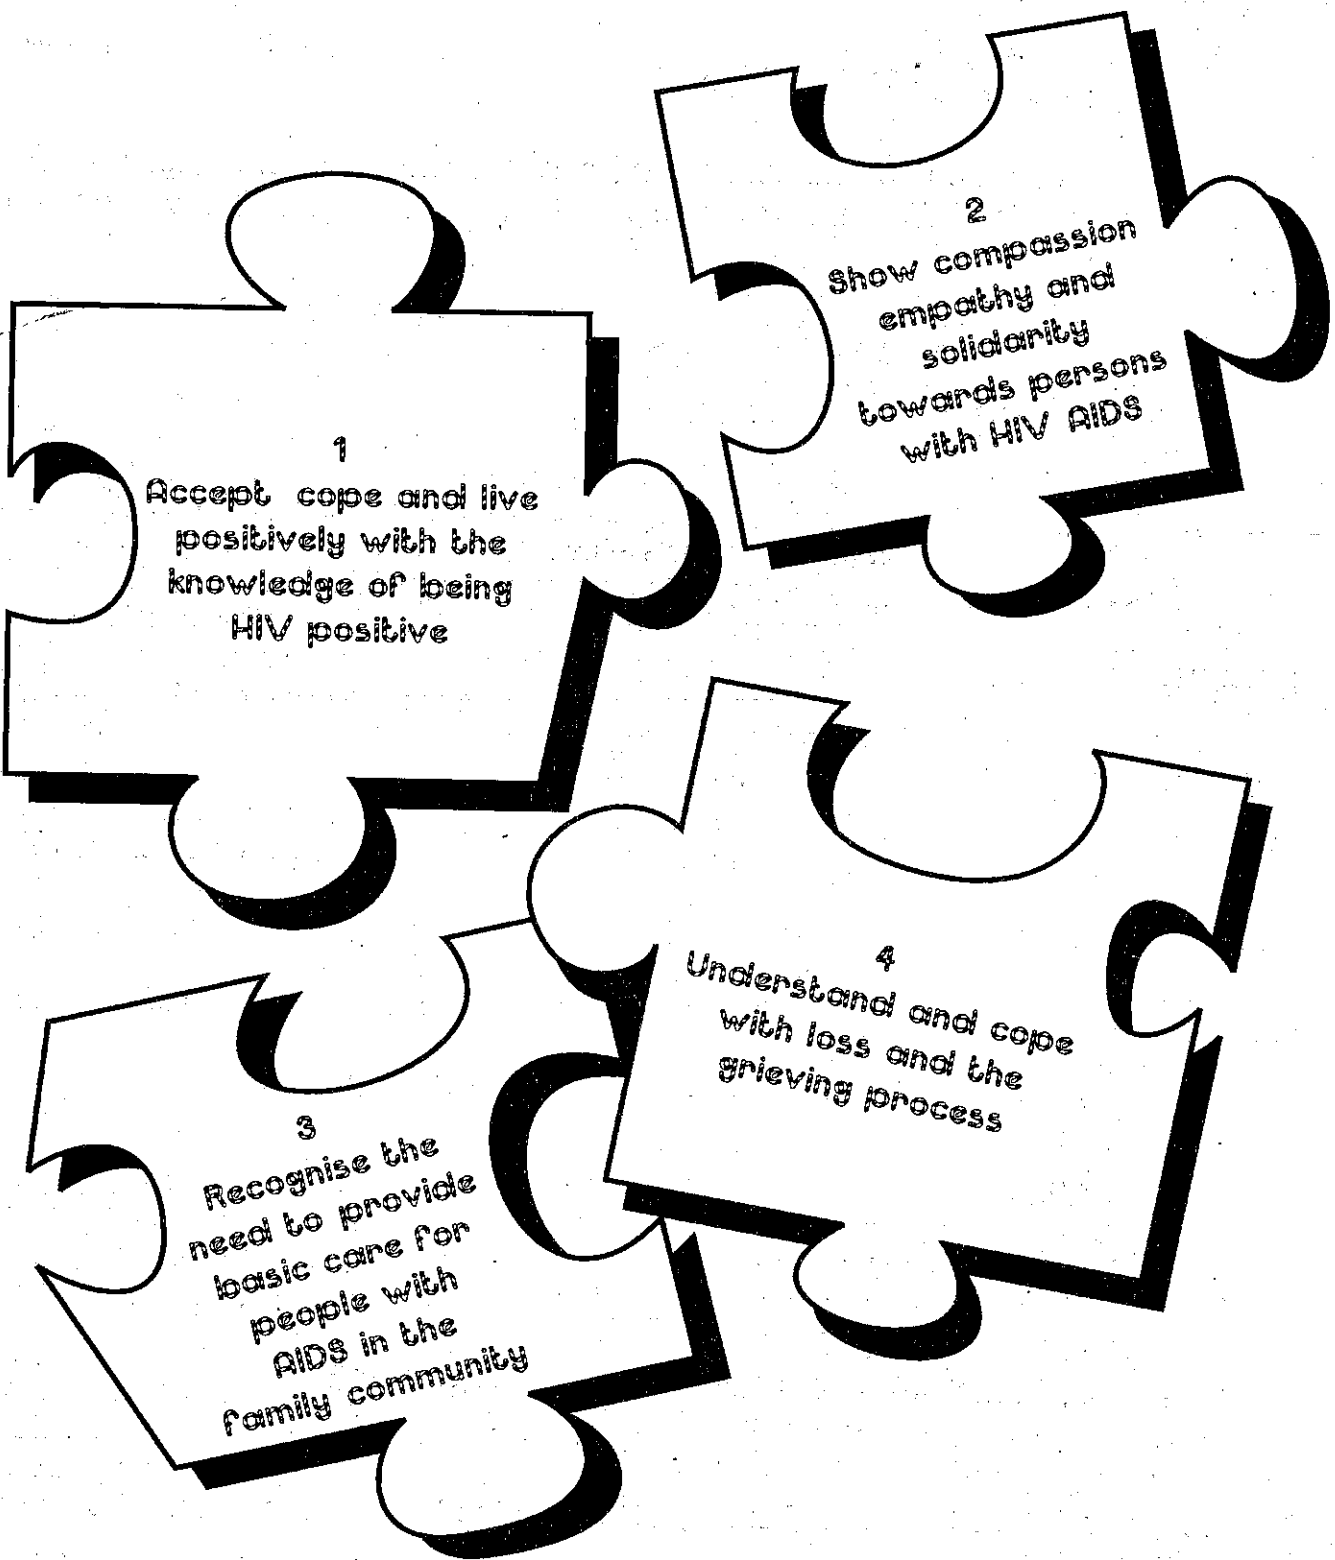 1
Accept cope and live
positively with the
knowledge of being
HIV positive
2
Show compassion
empathy and
solidarity
towards persons
with HIV AIDS
3
Recognise the
need to provide
basic care for
people with
AIDS in the
family community
4
Understand and cope
with loss and the
grieving process